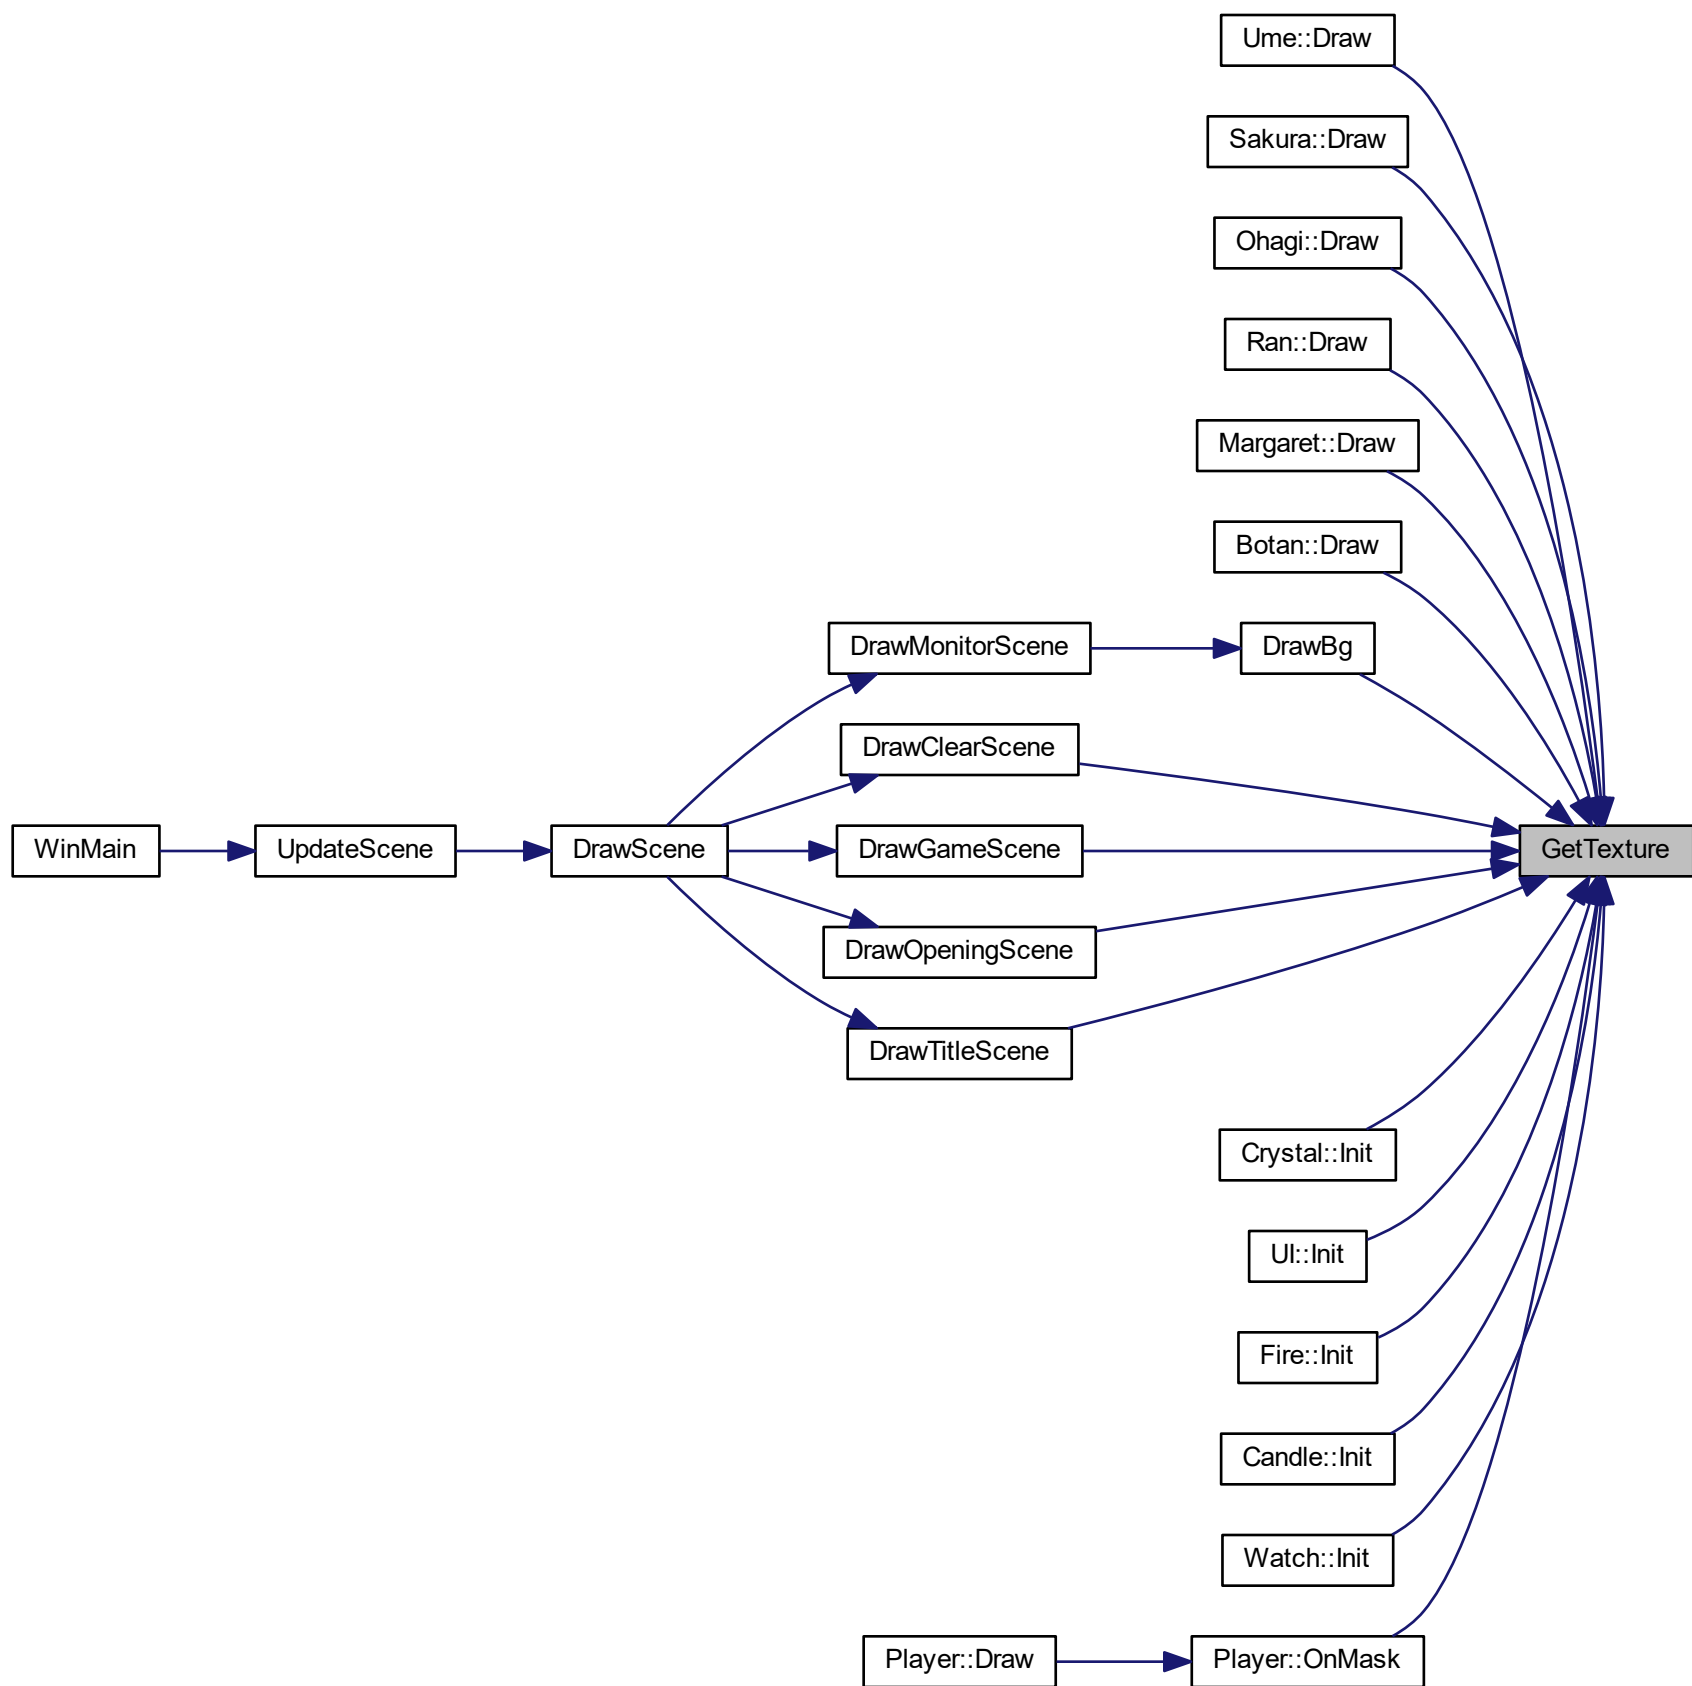 Ume::Draw
Sakura::Draw
Ohagi::Draw
Ran::Draw
Margaret::Draw
Botan::Draw
DrawMonitorScene
DrawBg
DrawClearScene
WinMain
UpdateScene
DrawScene
DrawGameScene
GetTexture
DrawOpeningScene
DrawTitleScene
Crystal::Init
UI::Init
Fire::Init
Candle::Init
Watch::Init
Player::Draw
Player::OnMask